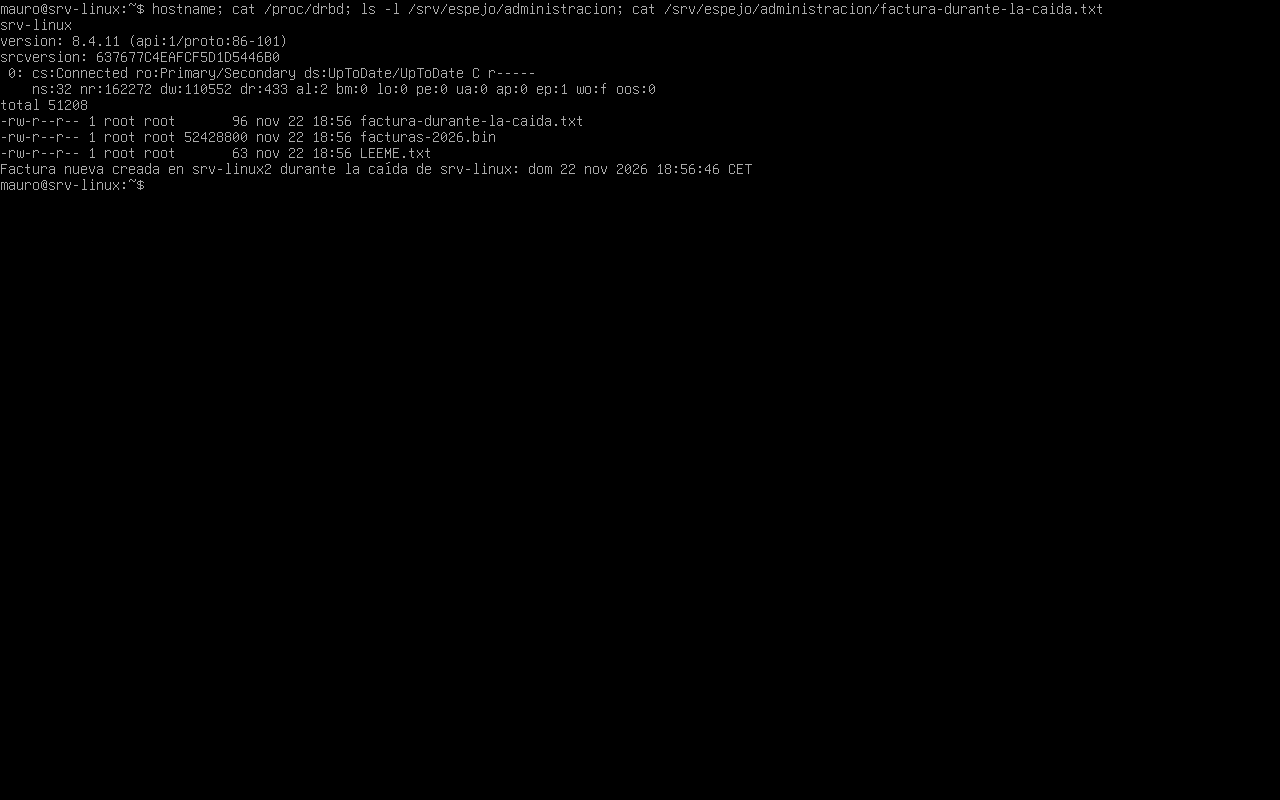 mauro@srv-linux:~$ hostname; cat /proc/drbd; ls -l /srv/espejo/administracion; cat /srv/espejo/administracion/factura-durante-la-caida.txt
srv-linux
version: 8.4.11 (api:1/proto:86-101)
srcversion: 637677C4EAFCF5D1D5446B0
 0: cs:Connected ro:Primary/Secondary ds:UpToDate/UpToDate C r-----
    ns:32 nr:162272 dw:110552 dr:433 al:2 bm:0 lo:0 pe:0 ua:0 ap:0 ep:1 wo:f oos:0
total 51208
-rw-r--r-- 1 root root       96 nov 22 18:56 factura-durante-la-caida.txt
-rw-r--r-- 1 root root 52428800 nov 22 18:56 facturas-2026.bin
-rw-r--r-- 1 root root       63 nov 22 18:56 LEEME.txt
Factura nueva creada en srv-linux2 durante la caída de srv-linux: dom 22 nov 2026 18:56:46 CET
mauro@srv-linux:~$